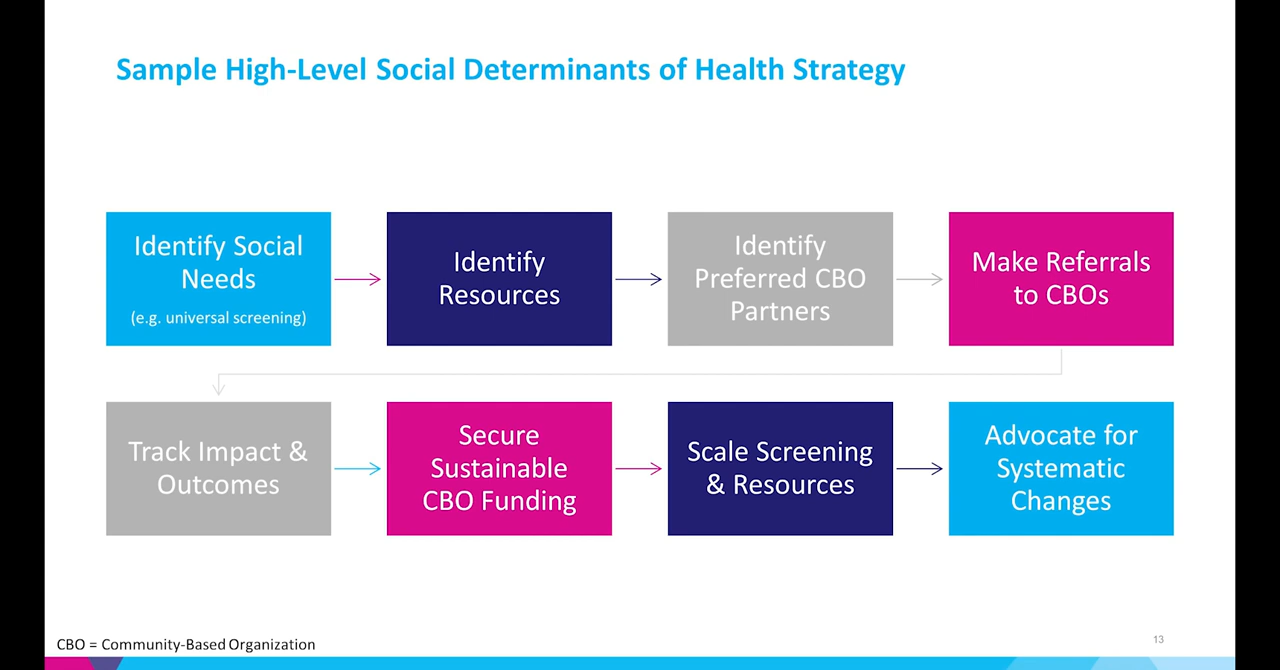 Sample High-Level Social Determinants of Health Strategy
Identify Social
Needs
(e.g. universal screening)
Identify
Resources
Identify
Preferred CBO
Partners
Make Referrals
to CBOs
Track Impact &
Outcomes
Secure
Sustainable
CBO Funding
Scale Screening
& Resources
Advocate for
Systematic
Changes
CBO = Community-Based Organization
13